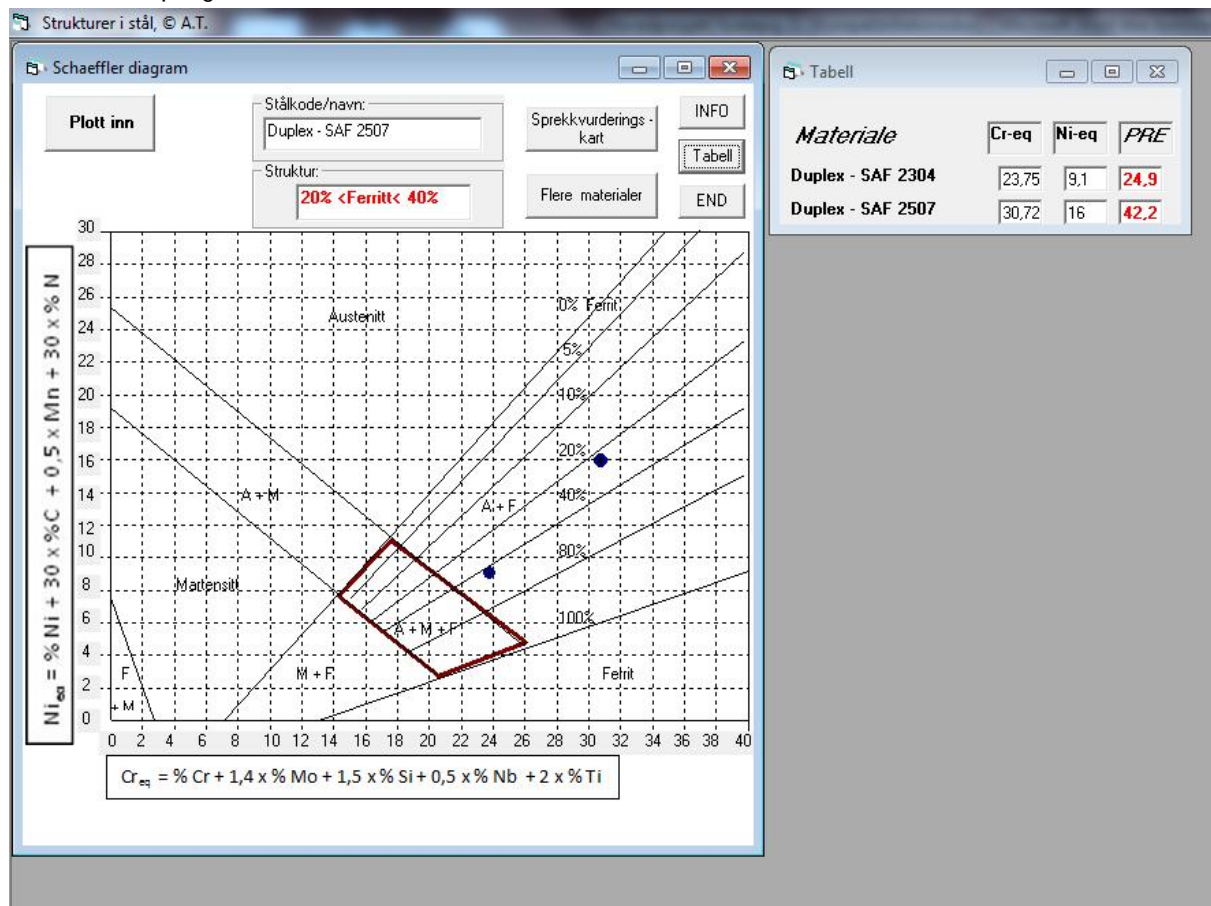 Strukturer i stål, © A.T.
Schaeffler diagram
Plott inn
Stålkode/navn:
Duplex - SAF 2507
Struktur:
20% <Ferritt< 40%
Sprekkvurderings -
kart
Flere materialer
INFO
Tabell
END
Ni eq = % Ni + 30 × %C + 0,5 × Mn + 30 × % N
30
28
26
24
22
20
18
16
14
12
10
8
6
4
2
0
Austenitt
0% Ferrit
5%
10%
20%
A + M
A + F
40%
80%
Martensitt
A + M + F
100%
F
+ M
M + F
Ferrit
0 2 4 6 8 10 12 14 16 18 20 22 24 26 28 30 32 34 36 38 40
Cr eq = % Cr + 1,4 x % Mo + 1,5 x % Si + 0,5 x % Nb + 2 x % Ti
Tabell
Materiale Cr-eq Ni-eq PRE
Duplex - SAF 2304 23,75 9,1 24,9
Duplex - SAF 2507 30,72 16 42,2